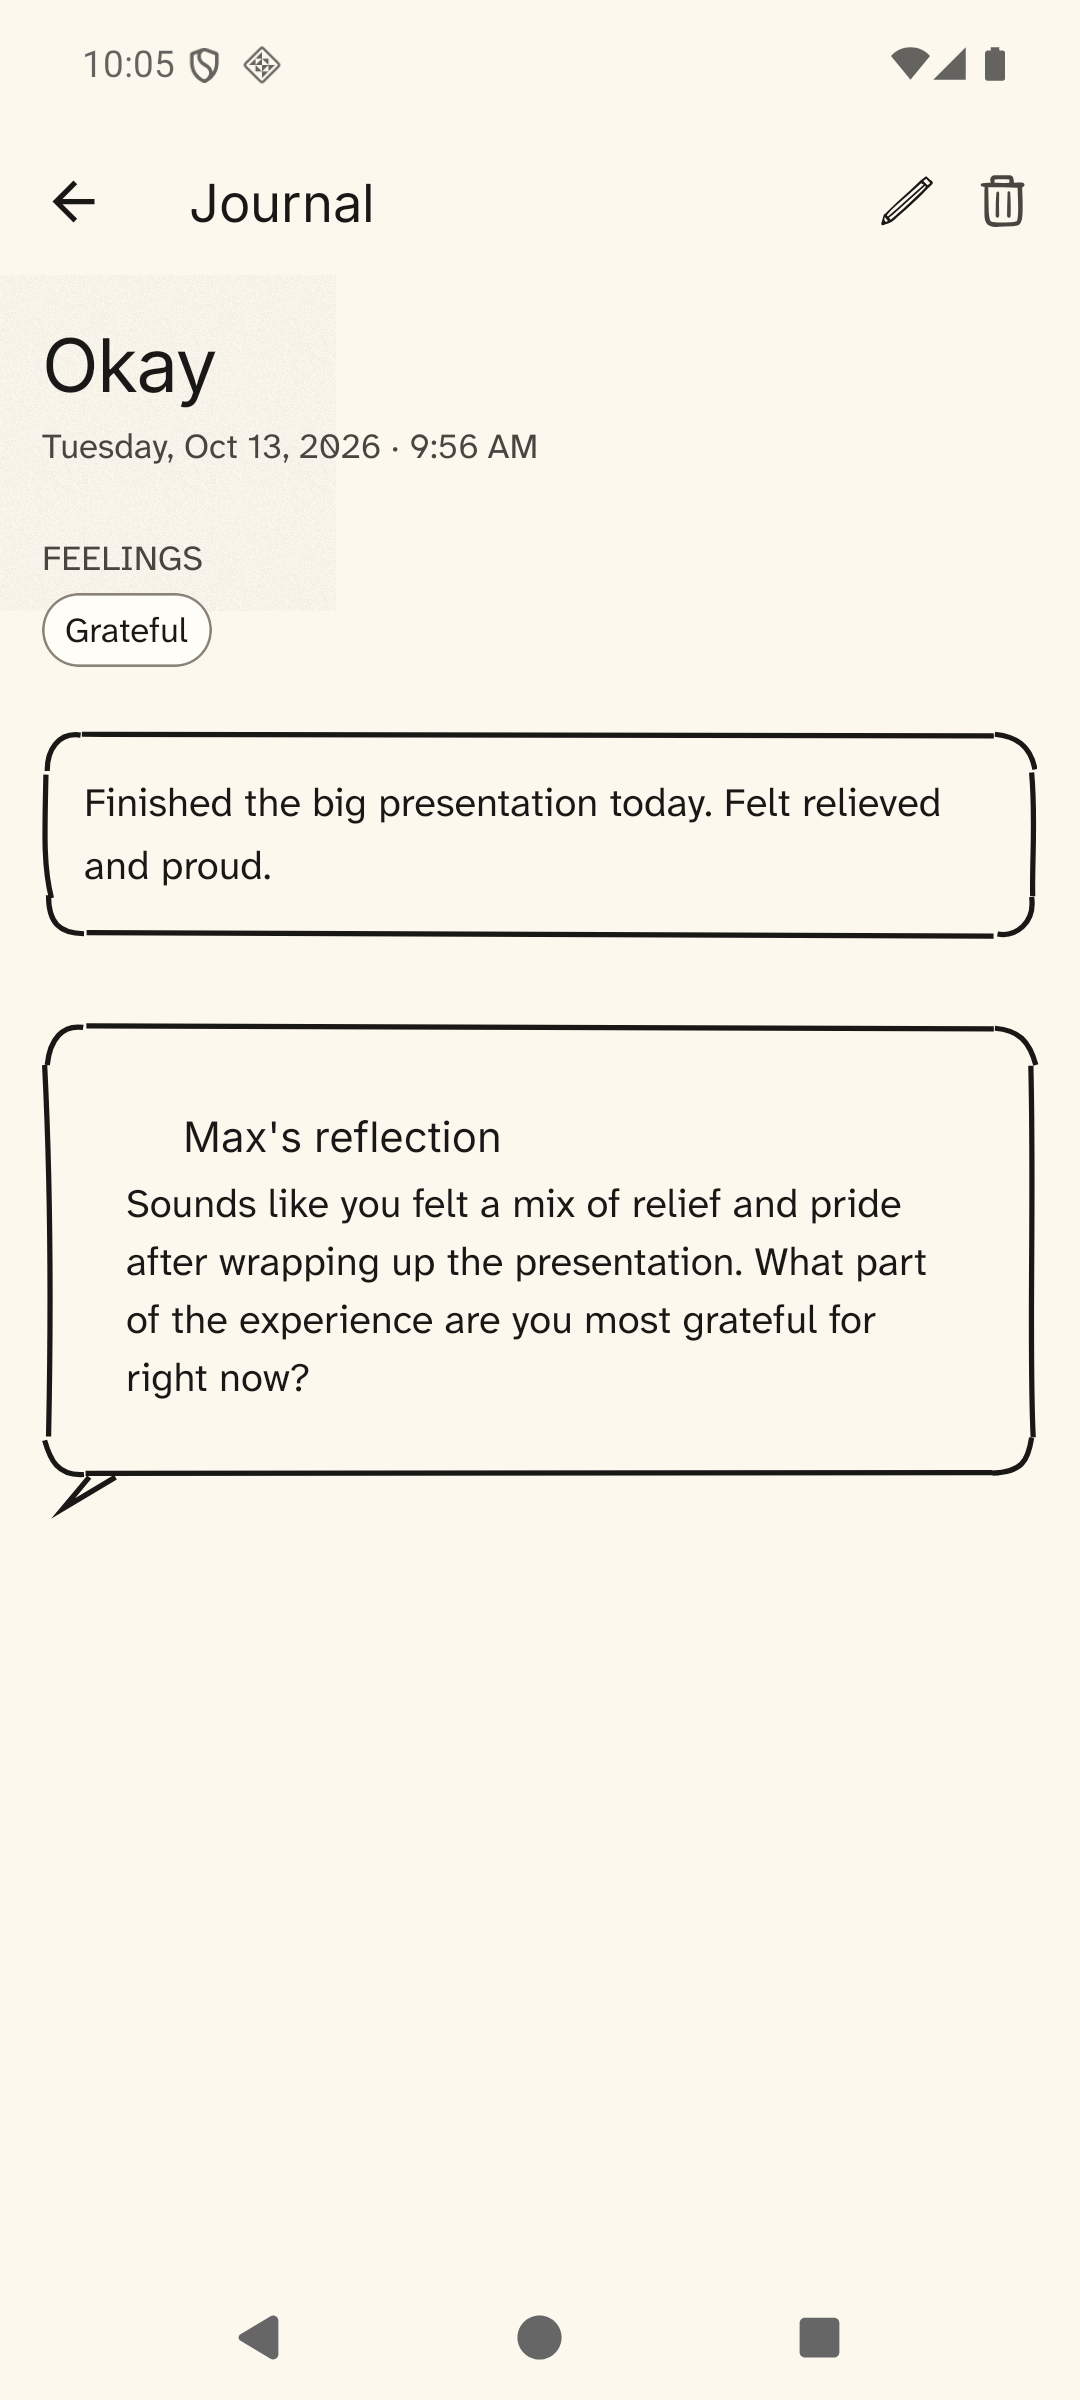 10:05
Journal
Okay
Tuesday, Oct 13, 2026 · 9:56 AM
FEELINGS
Grateful
Finished the big presentation today. Felt relieved
and proud.
Max's reflection
Sounds like you felt a mix of relief and pride
after wrapping up the presentation. What part
of the experience are you most grateful for
right now?